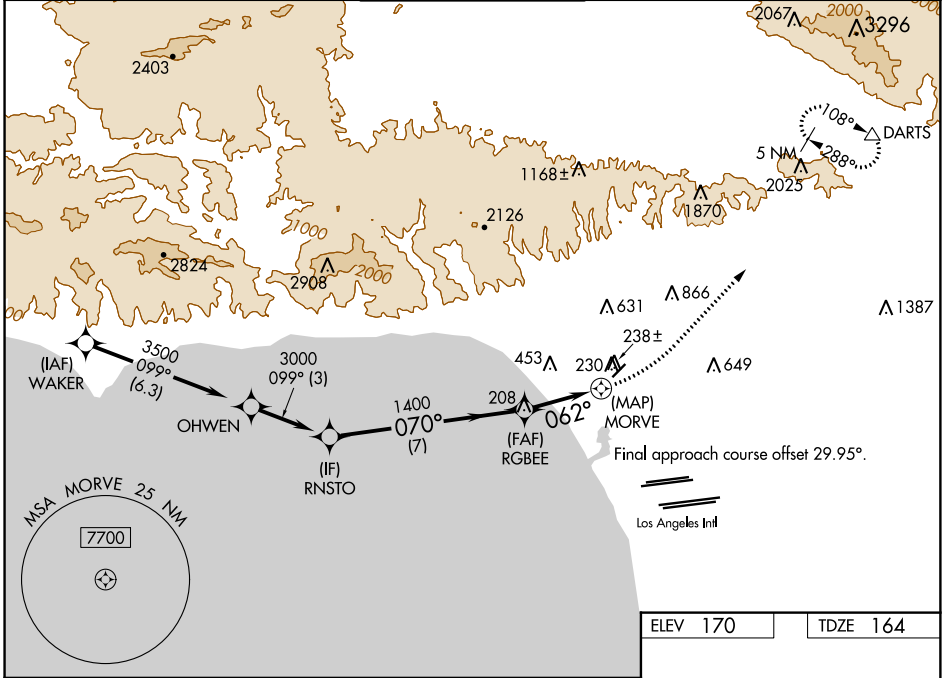 2067
2000
3296
2403
108°
DARTS
288°
5 NM
2025
1168±
1870
1000
2126
2824
2908
2000
631
866
1387
238±
453
230
649
(IAF)
WAKER
3500
099°
(6.3)
3000
099° (3)
OHWEN
1400
070°
(7)
208
062°
(MAP)
MORVE
(IF)
RNSTO
(FAF)
RGBEE
Final approach course offset 29.95°.
Los Angeles Intl
MSA MORVE 25 NM
7700
ELEV 170
TDZE 164